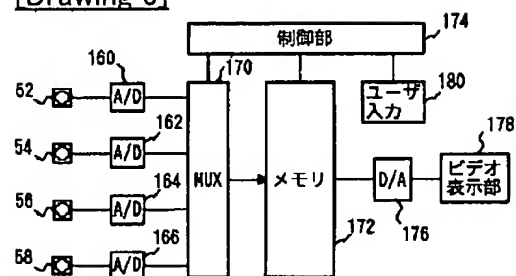 [Drawing 6]
制御部
174
160
170
62
A/D
ユーザ
入力
180
162
54
A/D
178
MUX
メモリ
D/A
ビデオ
表示部
164
56
A/D
176
166
172
58
A/D